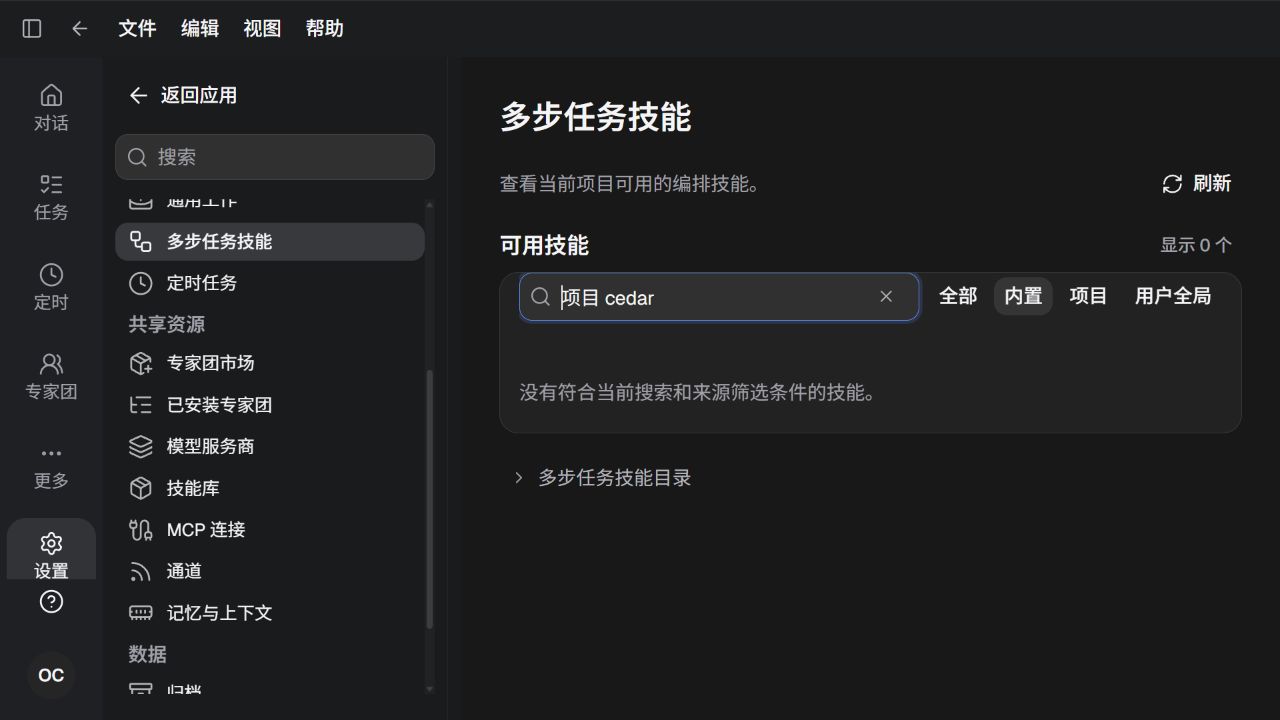 文件 编辑 视图 帮助
对话
任务
定时
专家团
更多
设置
OC
返回应用
搜索
通用工作
多步任务技能
定时任务
共享资源
专家团市场
已安装专家团
模型服务商
技能库
MCP 连接
通道
记忆与上下文
数据
归档
多步任务技能
查看当前项目可用的编排技能。
刷新
可用技能
显示 0 个
项目 cedar
全部 内置 项目 用户全局
没有符合当前搜索和来源筛选条件的技能。
多步任务技能目录